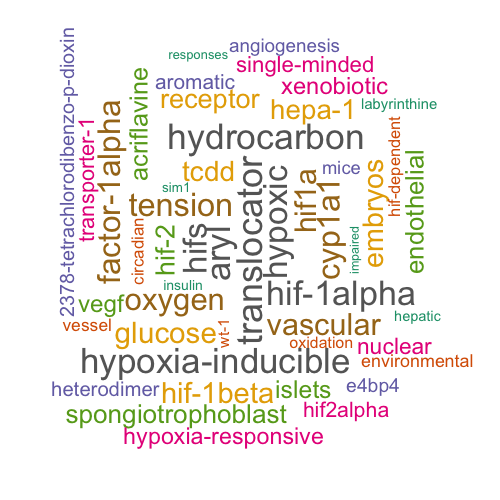 responses
angiogenesis
single-minded
aromatic
xenobiotic
2378-tetrachlorodibenzo-p-dioxin
transporter-1
factor-1alpha
acriflavine
receptor
hepa-1
labyrinthine
hydrocarbon
tcdd
mice
sim1
tension
circadian
hif-2
hifs
aryl
translocator
hypoxic
hif1a
cyp1a1
embryos
hif-dependent
endothelial
impaired
insulin
vegf
oxygen
hif-1alpha
vessel
glucose
wt-1
vascular
hepatic
oxidation
nuclear
hypoxia-inducible
environmental
heterodimer
hif-1beta
islets
e4bp4
spongiotrophoblast
hif2alpha
hypoxia-responsive